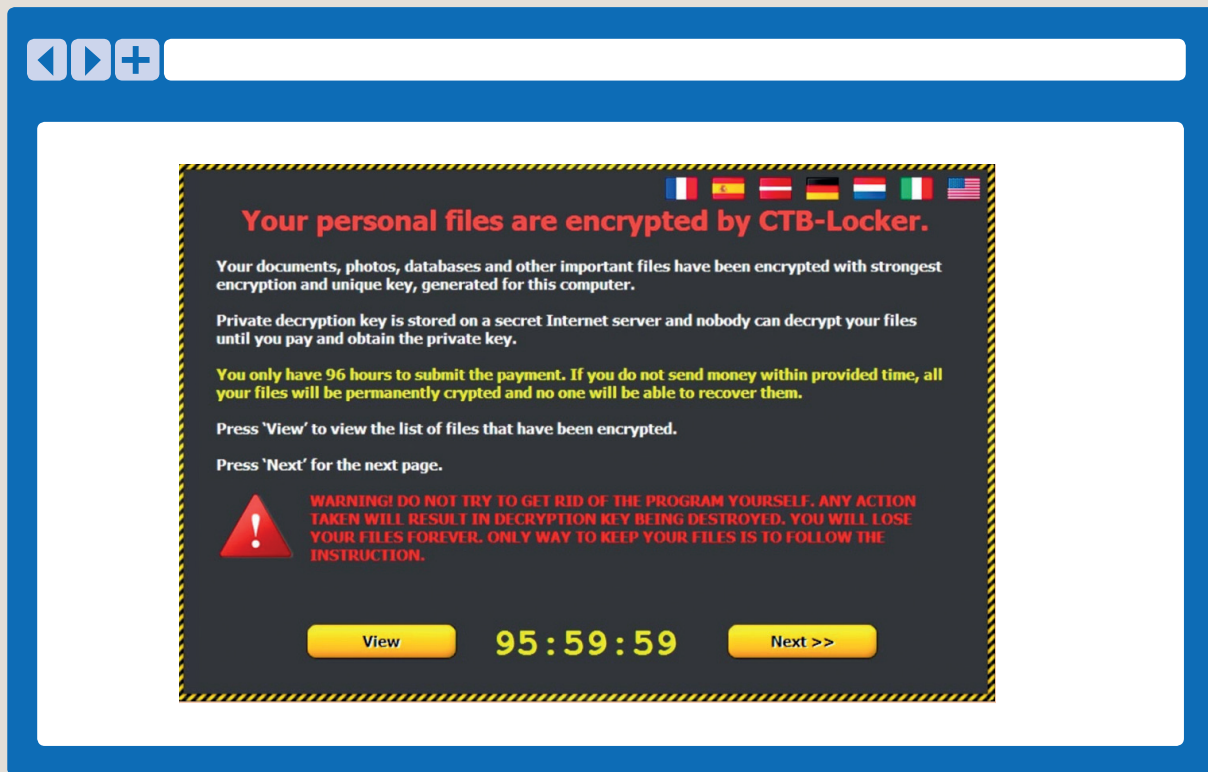 Your personal files are encrypted by CTB-Locker.
Your documents, photos, databases and other important files have been encrypted with strongest
encryption and unique key, generated for this computer.
Private decryption key is stored on a secret Internet server and nobody can decrypt your files
until you pay and obtain the private key.
You only have 96 hours to submit the payment. If you do not send money within provided time, all
your files will be permanently crypted and no one will be able to recover them.
Press ‘View’ to view the list of files that have been encrypted.
Press ‘Next’ for the next page.
WARNING! DO NOT TRY TO GET RID OF THE PROGRAM YOURSELF. ANY ACTION
TAKEN WILL RESULT IN DECRYPTION KEY BEING DESTROYED. YOU WILL LOSE
YOUR FILES FOREVER. ONLY WAY TO KEEP YOUR FILES IS TO FOLLOW THE
INSTRUCTION.
View 95:59:59 Next >>